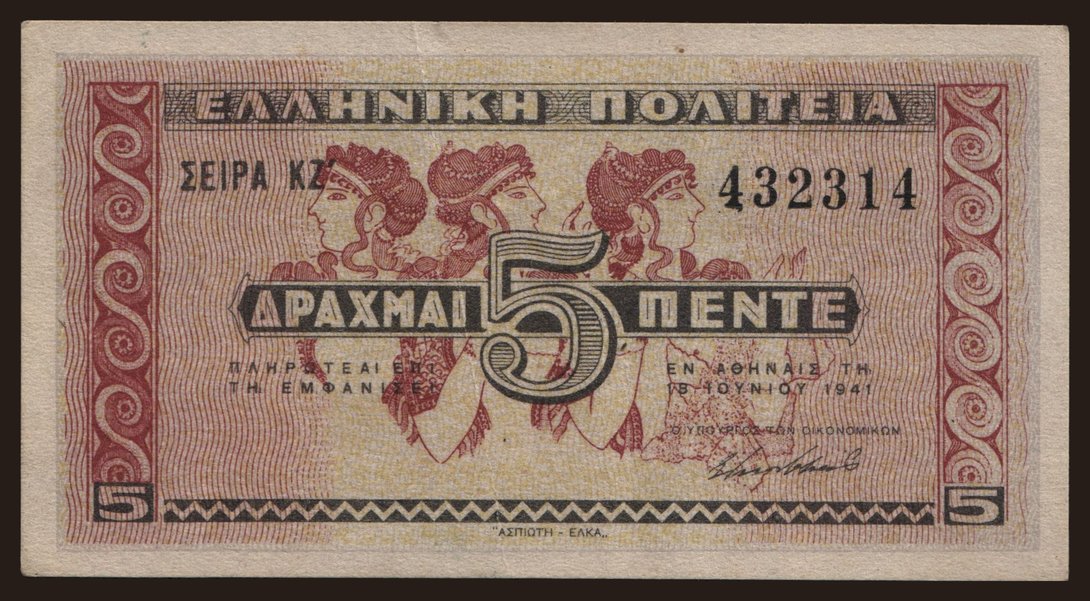 ΕΛΛΗΝΙΚΗ ΠΟΛΙΤΕΙΑ
ΣΕΙΡΑ ΚΖ' 432314
ΔΡΑΧΜΑΙ 5 ΠΕΝΤΕ
ΠΛΗΡΩΤΕΑΙ ΕΠΙ
ΤΗ ΕΜΦΑΝΙΣΕΙ
ΕΝ ΑΘΗΝΑΙΣ ΤΗ
18 ΙΟΥΝΙΟΥ 1941
Ο ΥΠΟΥΡΓΟΣ ΤΩΝ ΟΙΚΟΝΟΜΙΚΩΝ
5 5
"ΑΣΠΙΩΤΗ - ΕΛΚΑ„